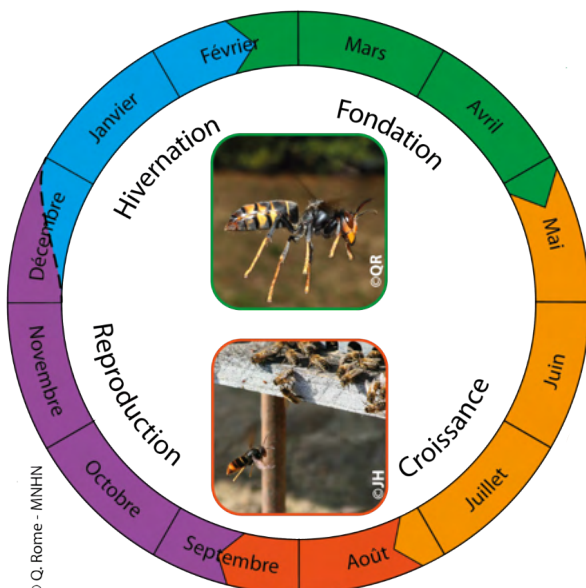 Janvier
Février
Mars
Avril
Mai
Juin
Juillet
Août
Septembre
Octobre
Novembre
Décembre
Hivernation
Fondation
Croissance
Reproduction
©QR
©JH
© Q. Rome - MNHN